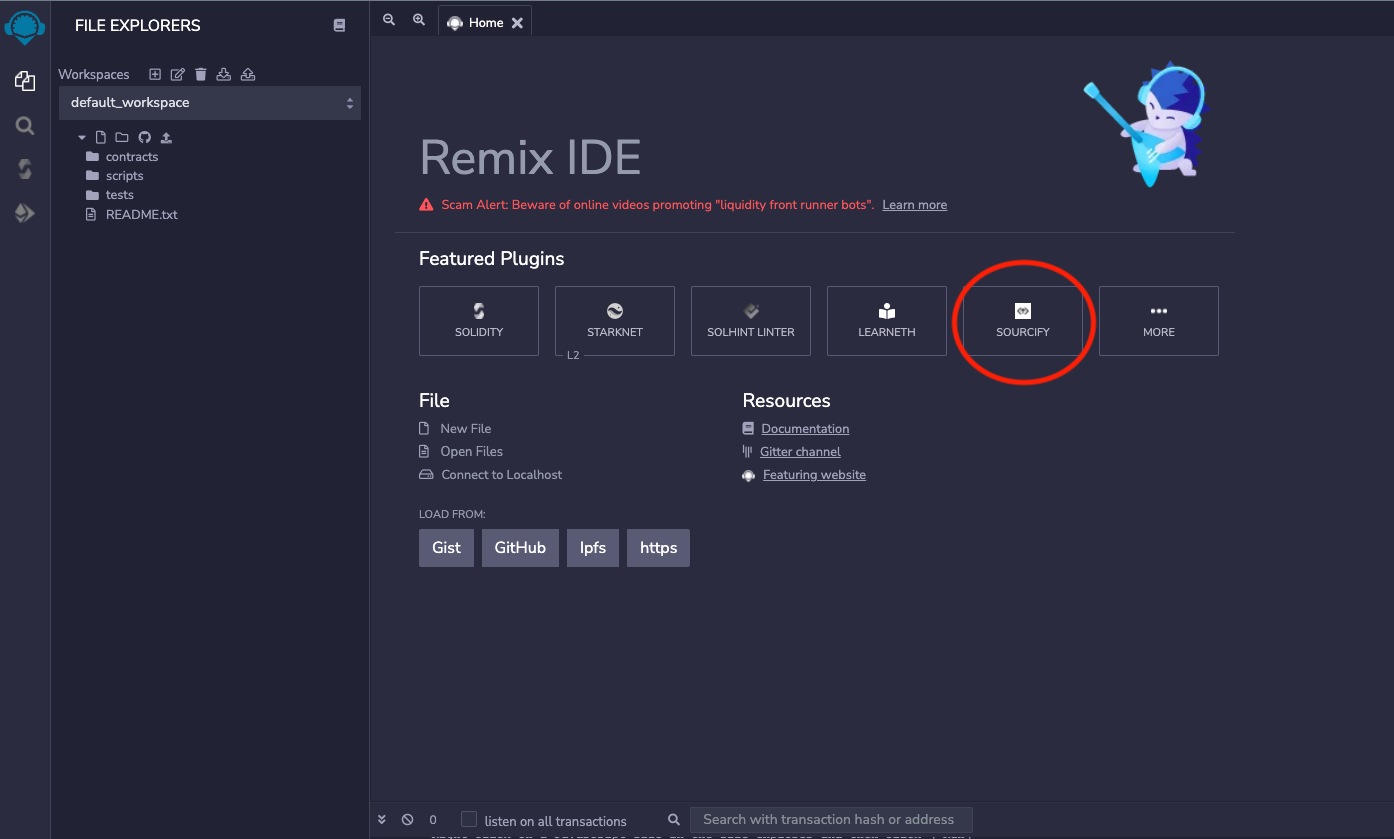 FILE EXPLORERS
Home
Workspaces
default_workspace
contracts
scripts
tests
README.txt
Remix IDE
Scam Alert: Beware of online videos promoting "liquidity front runner bots". Learn more
Featured Plugins
SOLIDITY
STARKNET
L2
SOLHINT LINTER
LEARNETH
SOURCIFY
MORE
File
New File
Open Files
Connect to Localhost
LOAD FROM:
Gist GitHub Ipfs https
Resources
Documentation
Gitter channel
Featuring website
0 listen on all transactions Search with transaction hash or address